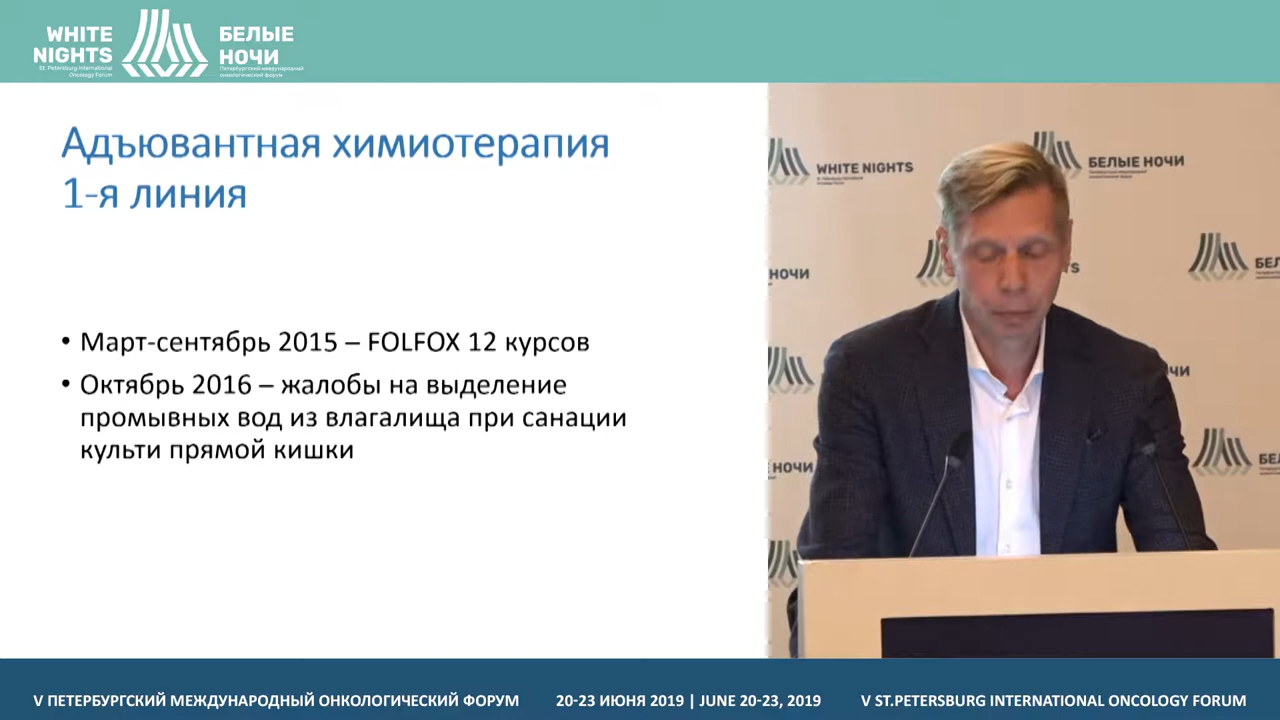 WHITE
NIGHTS
St. Petersburg International
Oncology Forum
БЕЛЫЕ
НОЧИ
Петербургский международный
онкологический форум
Адъювантная химиотерапия
1-я линия
• Март-сентябрь 2015 – FOLFOX 12 курсов
• Октябрь 2016 – жалобы на выделение
промывных вод из влагалища при санации
культи прямой кишки
WHITE NIGHTS
БЕЛЫЕ НОЧИ
НОЧИ
БЕЛ
НОЧИ
БЕЛ
V ПЕТЕРБУРГСКИЙ МЕЖДУНАРОДНЫЙ ОНКОЛОГИЧЕСКИЙ ФОРУМ
20-23 ИЮНЯ 2019 | JUNE 20-23, 2019
V ST.PETERSBURG INTERNATIONAL ONCOLOGY FORUM